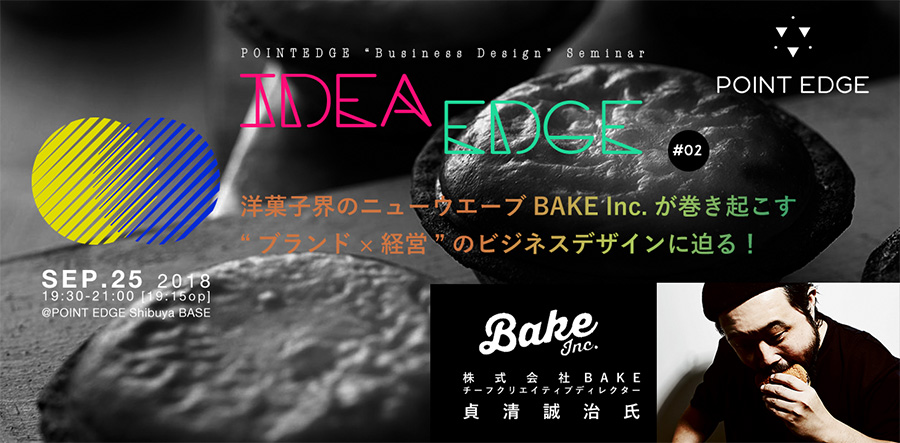 POINTEDGE “Business Design” Seminar
IDEA
EDGE
#02
POINT EDGE
洋菓子界のニューウエーブ BAKE Inc. が巻き起こす
“ ブランド × 経営 ” のビジネスデザインに迫る！
SEP.25 2018
19:30-21:00 [19:15op]
@POINT EDGE Shibuya BASE
Bake
Inc.
株式会社BAKE
チーフクリエイティブディレクター
貞清誠治氏